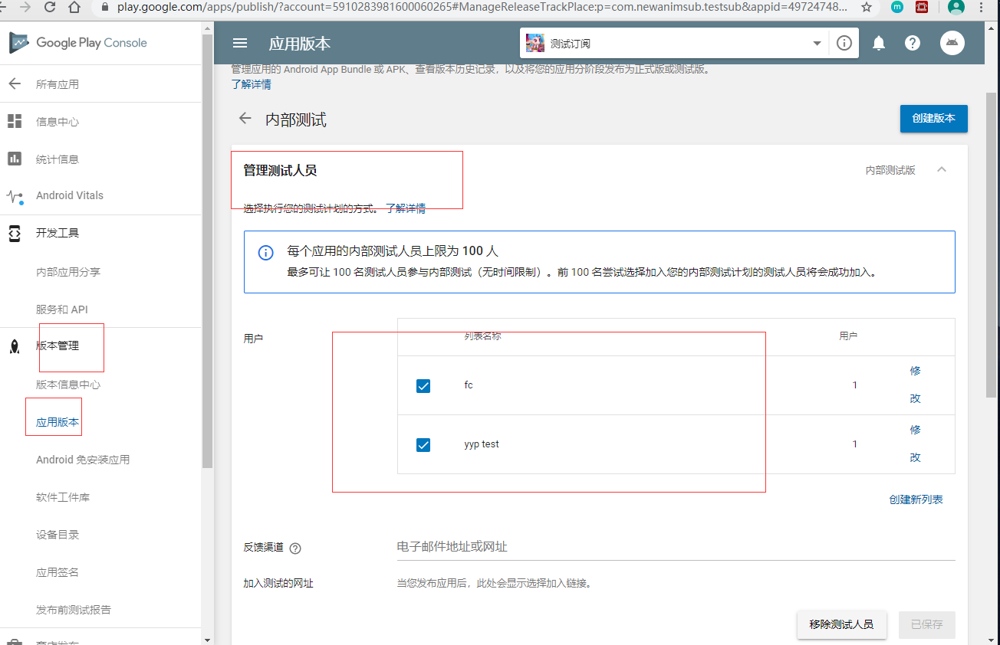 play.google.com/apps/publish/?account=5910283981600060265#ManageReleaseTrackPlace:p=com.newanimsub.testsub&appid=49724748...
m
Google Play Console
应用版本
测试订阅
管理应用的 Android App Bundle 或 APK、查看版本历史记录，以及将您的应用分阶段发布为正式版或测试版。
了解详情
所有应用
信息中心
统计信息
Android Vitals
开发工具
内部应用分享
服务和 API
版本管理
版本信息中心
应用版本
Android 免安装应用
软件工件库
设备目录
应用签名
发布前测试报告
商店发布
内部测试
创建版本
管理测试人员
内部测试版
选择执行您的测试计划的方式。 了解详情
每个应用的内部测试人员上限为 100 人
最多可让 100 名测试人员参与内部测试（无时间限制）。前 100 名尝试选择加入您的内部测试计划的测试人员将会成功加入。
用户
列表名称 用户
fc 1 修
改
yyp test 1 修
改
创建新列表
反馈渠道 ?
电子邮件地址或网址
加入测试的网址
当您发布应用后，此处会显示选择加入链接。
移除测试人员 已保存